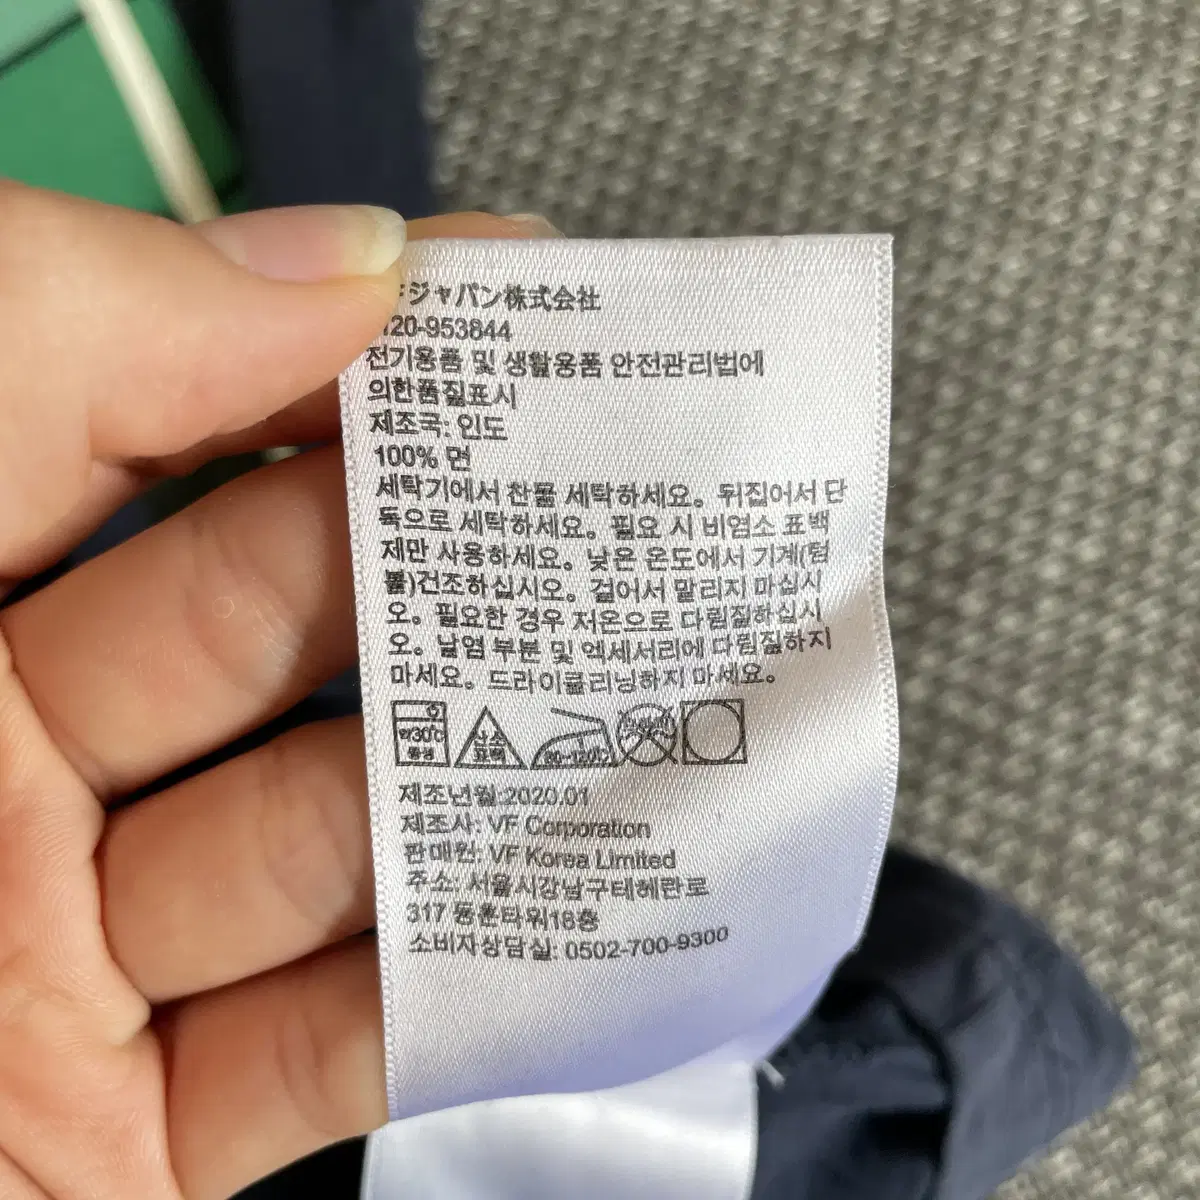 Fジャパン株式会社
120-953844
전기용품 및 생활용품 안전관리법에
의한품질표시
제조국: 인도
100% 면
세탁기에서 찬물 세탁하세요. 뒤집어서 단
독으로 세탁하세요. 필요 시 비염소 표백
제만 사용하세요. 낮은 온도에서 기계(텀
블)건조하십시오. 걸어서 말리지 마십시
오. 필요한 경우 저온으로 다림질하십시
오. 날염 부분 및 엑세서리에 다림질하지
마세요. 드라이클리닝하지 마세요.
약30℃ 산소 80~120℃
표백
제조년월:2020.01
제조사: VF Corporation
판매원: VF Korea Limited
주소: 서울시강남구테헤란로
317 동훈타워18층
소비자상담실: 0502-700-9300